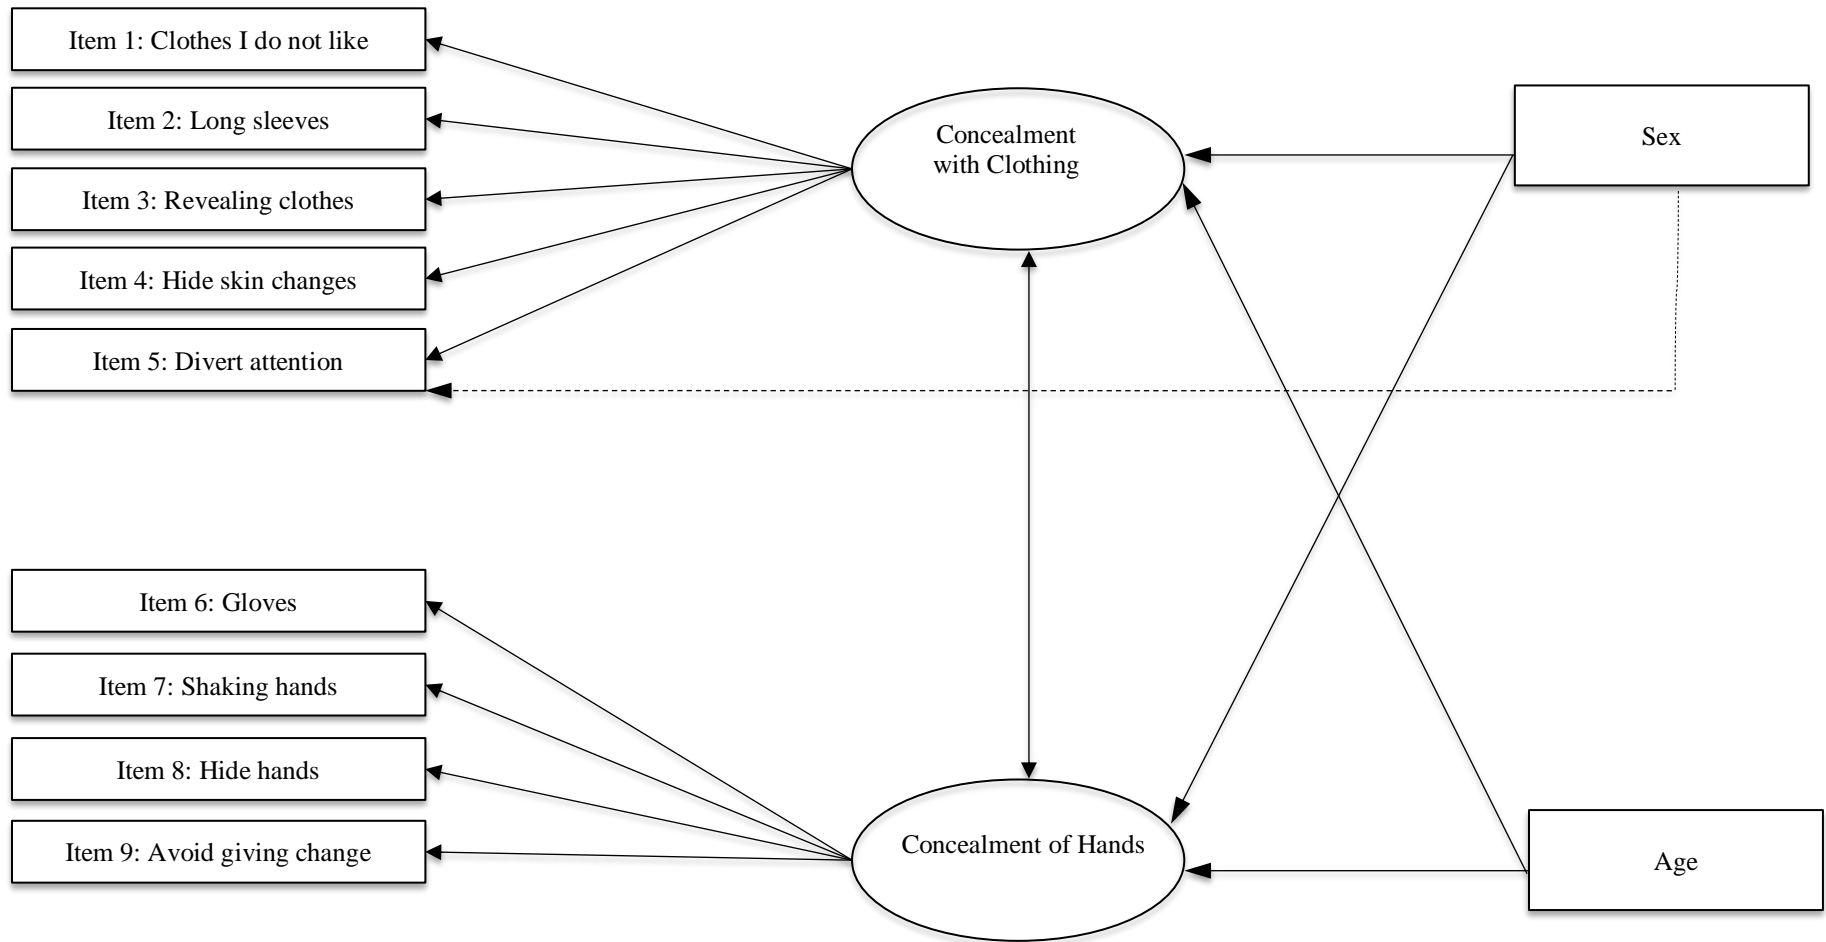 Item 1: Clothes I do not like
Item 2: Long sleeves
Item 3: Revealing clothes
Item 4: Hide skin changes
Item 5: Divert attention
Concealment
with Clothing
Sex
Item 6: Gloves
Item 7: Shaking hands
Item 8: Hide hands
Item 9: Avoid giving change
Concealment of Hands
Age